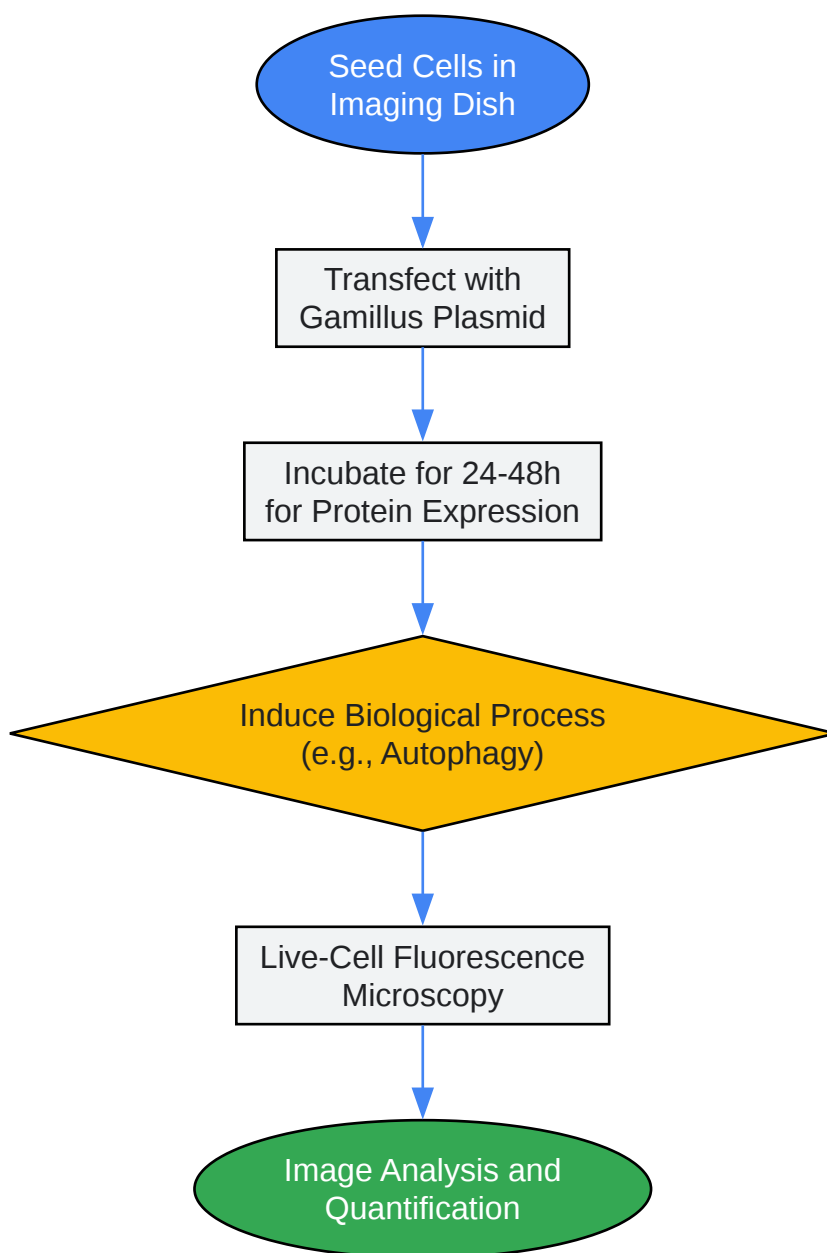 Seed Cells in
Imaging Dish
Transfect with
Gamillus Plasmid
Incubate for 24-48h
for Protein Expression
Induce Biological Process
(e.g., Autophagy)
Live-Cell Fluorescence
Microscopy
Image Analysis and
Quantification